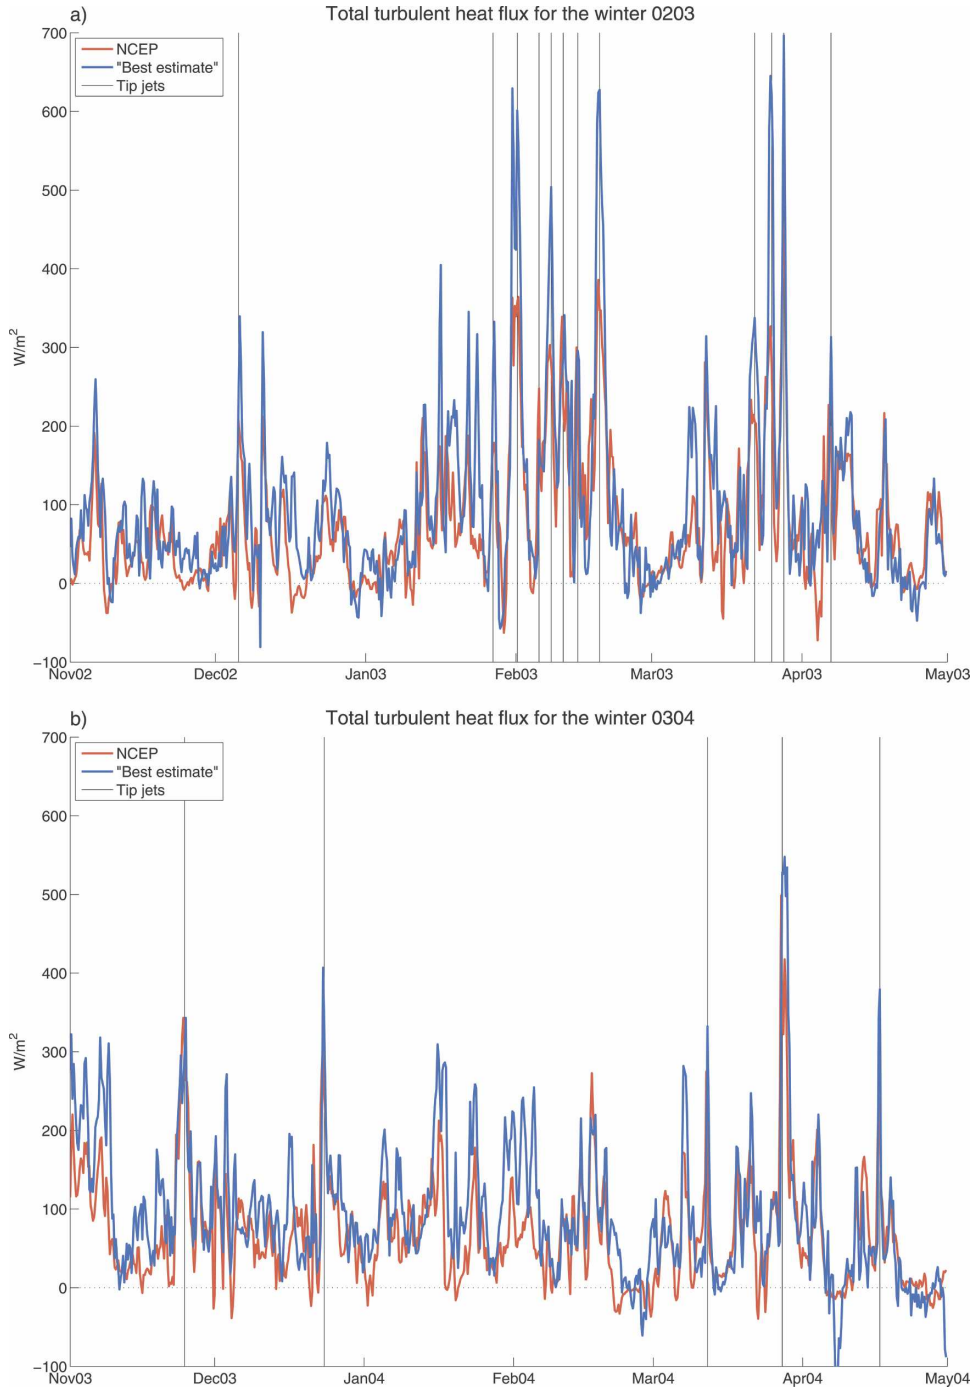 a)
Total turbulent heat flux for the winter 0203
NCEP
"Best estimate"
Tip jets
700
600
500
400
300
200
100
0
−100
W/m²
Nov02 Dec02 Jan03 Feb03 Mar03 Apr03 May03
b)
Total turbulent heat flux for the winter 0304
NCEP
"Best estimate"
Tip jets
700
600
500
400
300
200
100
0
−100
W/m²
Nov03 Dec03 Jan04 Feb04 Mar04 Apr04 May04